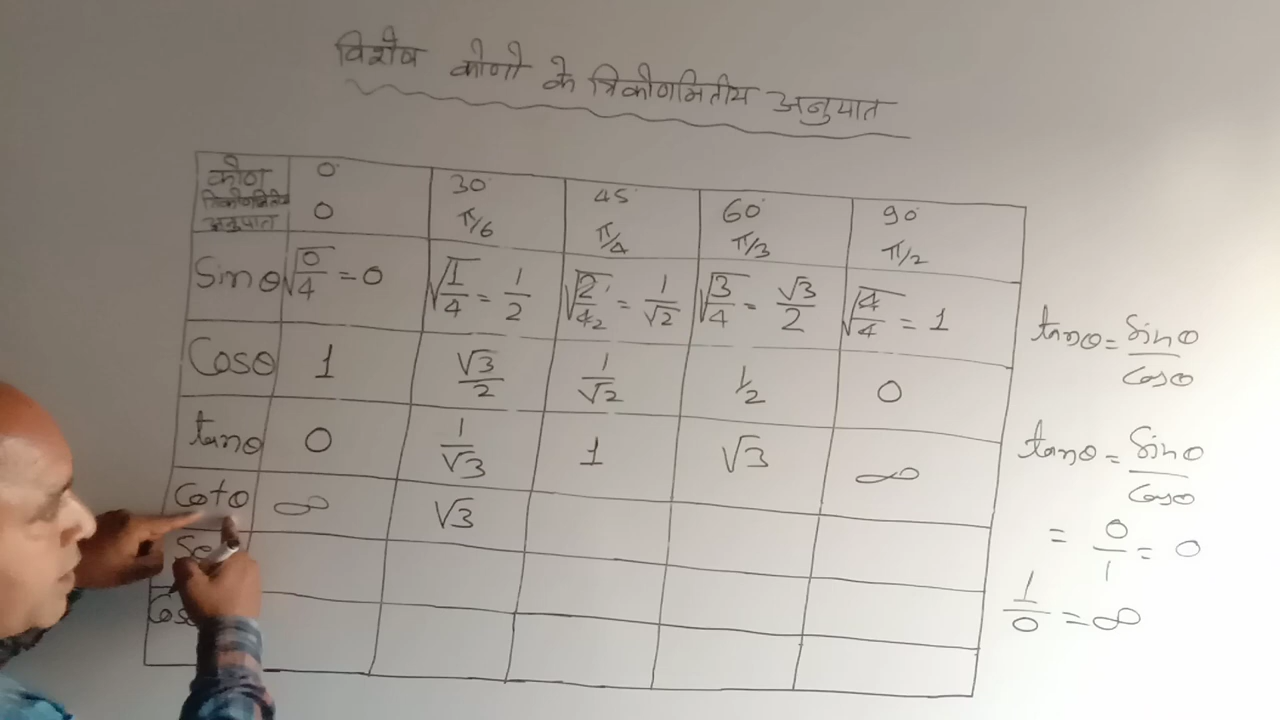 विशेष कोणो के त्रिकोणमितीय अनुपात
कोण त्रिकोणमितीय अनुपात 0° 0 30° π/6 45° π/4 60° π/3 90° π/2
Sinθ √0/4 = 0 √1/4 = 1/2 √2/4 2 = 1/√2 √3/4 = √3/2 √4/4 = 1
Cosθ 1 √3/2 1/√2 1/2 0
tanθ 0 1/√3 1 √3 ∞
Cotθ ∞ √3
tanθ = Sinθ/Cosθ
tanθ = Sinθ/Cosθ
= 0/1 = 0
1/0 = ∞